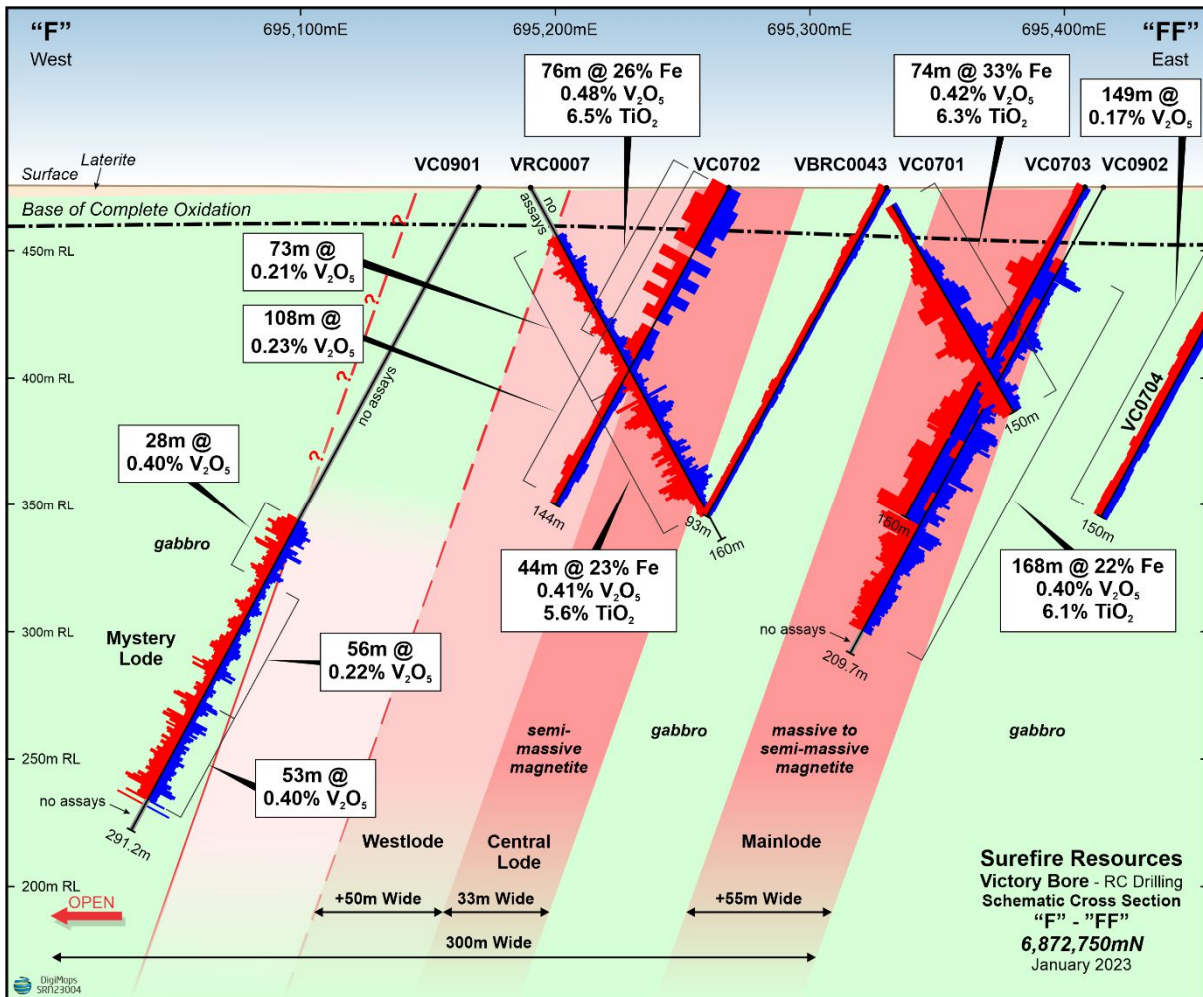 “F”
West
695,100mE
695,200mE
695,300mE
695,400mE
“FF”
East
76m @ 26% Fe
0.48% V₂O₅
6.5% TiO₂
74m @ 33% Fe
0.42% V₂O₅
6.3% TiO₂
149m @
0.17% V₂O₅
Laterite
Surface
VC0901
VRC0007
VC0702
VBRC0043
VC0701
VC0703
VC0902
Base of Complete Oxidation
no assays
450m RL
73m @
0.21% V₂O₅
?
?
?
108m @
0.23% V₂O₅
no assays
400m RL
VC0704
150m
28m @
0.40% V₂O₅
350m RL
144m
93m
160m
150m
150m
gabbro
44m @ 23% Fe
0.41% V₂O₅
5.6% TiO₂
168m @ 22% Fe
0.40% V₂O₅
6.1% TiO₂
300m RL
Mystery
Lode
no assays
209.7m
56m @
0.22% V₂O₅
semi-
massive
magnetite
gabbro
massive to
semi-massive
magnetite
gabbro
250m RL
53m @
0.40% V₂O₅
no assays
291.2m
Westlode
Central
Lode
Mainlode
200m RL
OPEN
+50m Wide
33m Wide
+55m Wide
300m Wide
Surefire Resources
Victory Bore - RC Drilling
Schematic Cross Section
“F” - ”FF”
6,872,750mN
January 2023
DigiMaps
SRN23004